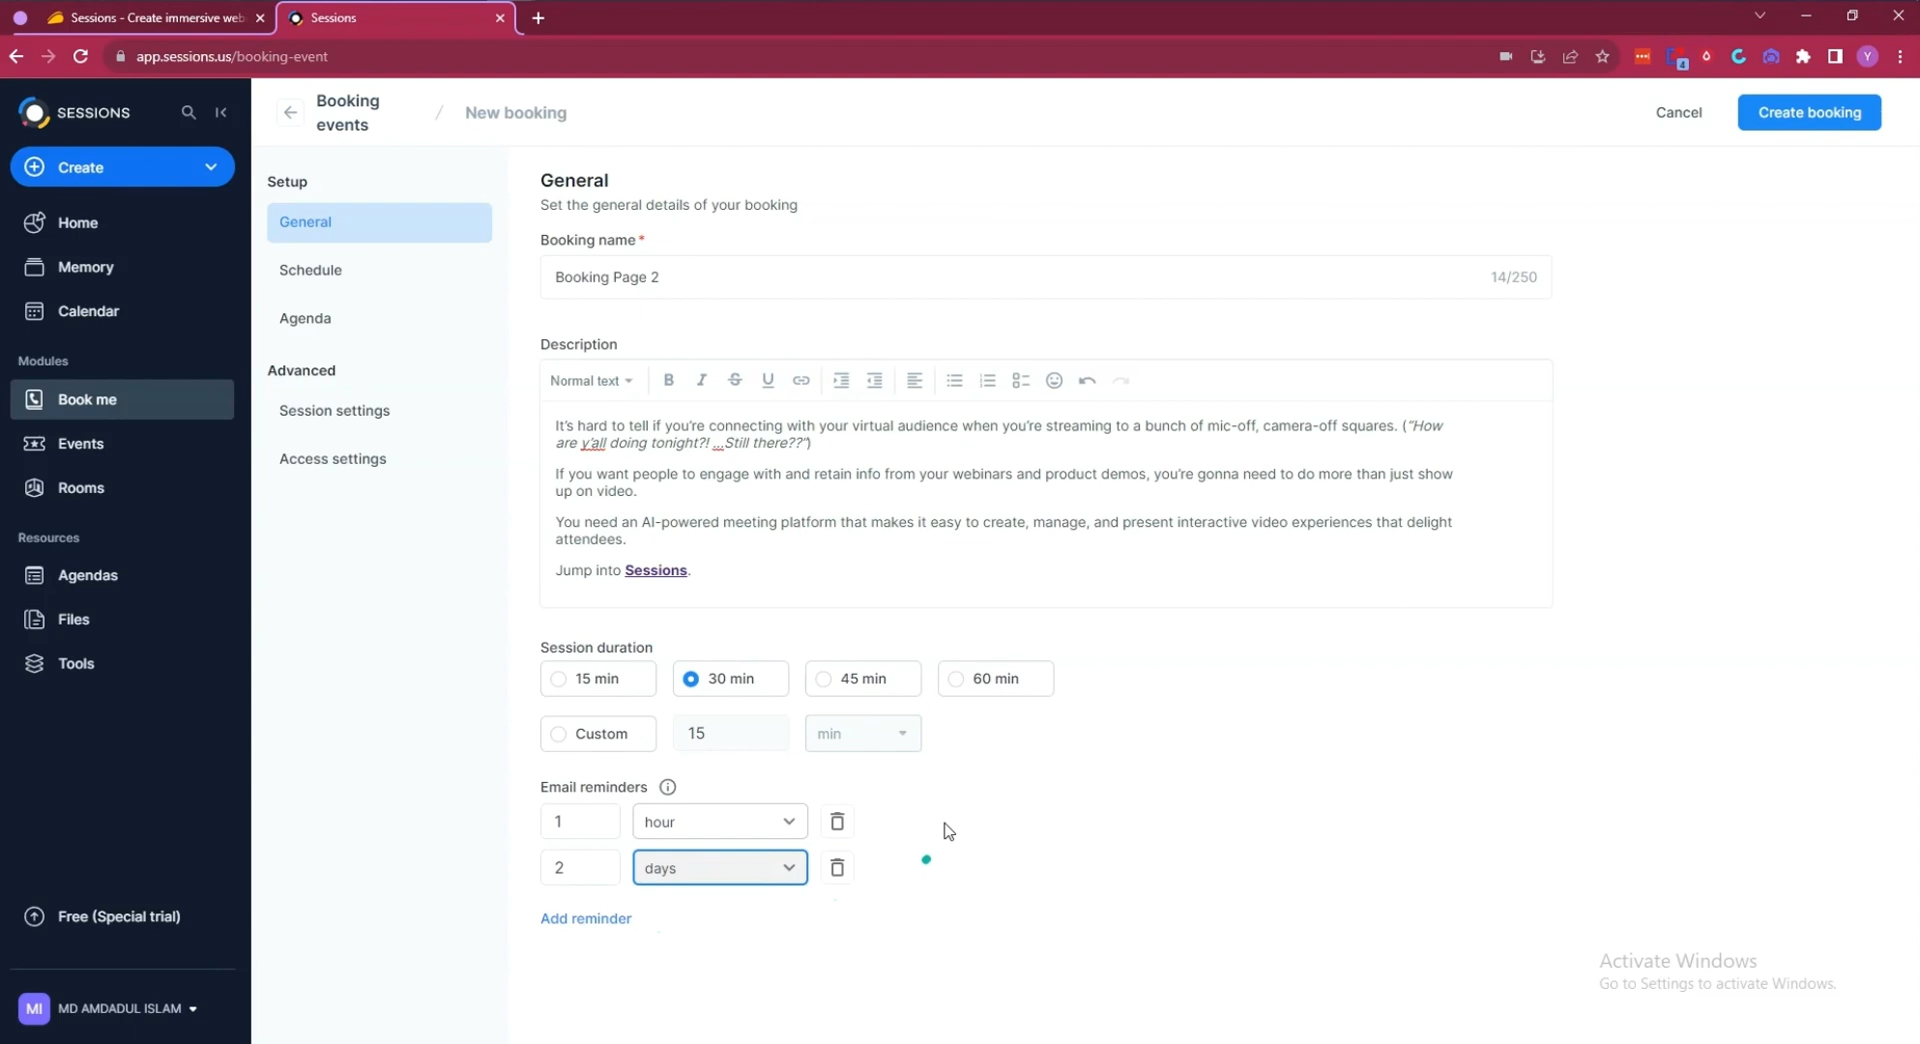 Sessions - Create immersive web
Sessions
app.sessions.us/booking-event
4
Y
SESSIONS
Create
Home
Memory
Calendar
Modules
Book me
Events
Rooms
Resources
Agendas
Files
Tools
Free (Special trial)
MI MD AMDADUL ISLAM
Booking
events
/ New booking
Cancel
Create booking
Setup
General
Schedule
Agenda
Advanced
Session settings
Access settings
General
Set the general details of your booking
Booking name *
Booking Page 2
14/250
Description
Normal text
It's hard to tell if you're connecting with your virtual audience when you're streaming to a bunch of mic-off, camera-off squares. ("How
are y'all doing tonight?! ...Still there??")
If you want people to engage with and retain info from your webinars and product demos, you're gonna need to do more than just show
up on video.
You need an AI-powered meeting platform that makes it easy to create, manage, and present interactive video experiences that delight
attendees.
Jump into Sessions.
Session duration
15 min 30 min 45 min 60 min
Custom 15 min
Email reminders
1 hour
2 days
Add reminder
Activate Windows
Go to Settings to activate Windows.